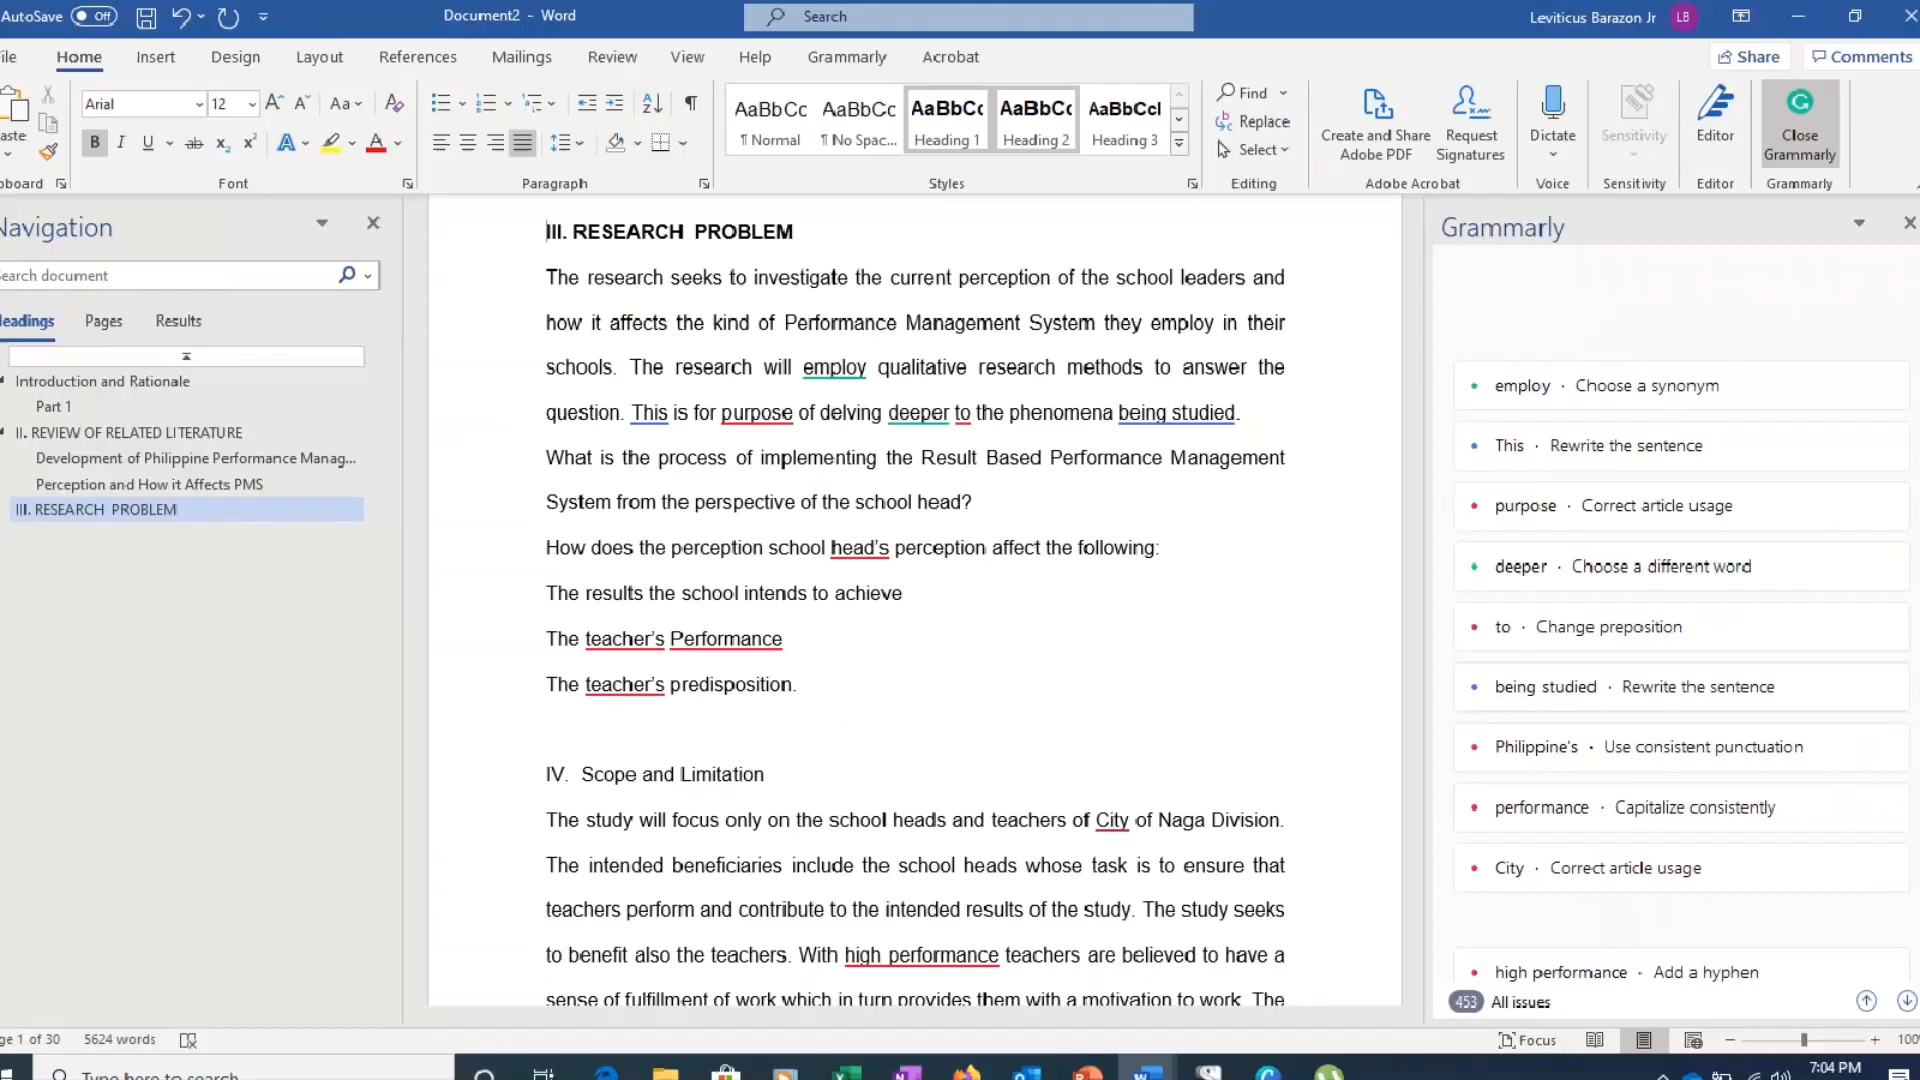 AutoSave Off
Document2 - Word
Search
Leviticus Barazon Jr LB
Home Insert Design Layout References Mailings Review View Help Grammarly Acrobat
Share Comments
Arial 12
Aa
B I U ab x₂ x² A A
AaBbCc AaBbCc AaBbCc AaBbCc AaBbCcI
¶ Normal ¶ No Spac... Heading 1 Heading 2 Heading 3
Find
Replace
Select
Create and Share Adobe PDF
Request Signatures
Dictate
Sensitivity
Editor
Close Grammarly
Font Paragraph Styles Editing Adobe Acrobat Voice Sensitivity Editor Grammarly
Navigation
Search document
Headings Pages Results
Introduction and Rationale
Part 1
II. REVIEW OF RELATED LITERATURE
Development of Philippine Performance Manag...
Perception and How it Affects PMS
III. RESEARCH PROBLEM
III. RESEARCH PROBLEM
The research seeks to investigate the current perception of the school leaders and
how it affects the kind of Performance Management System they employ in their
schools. The research will employ qualitative research methods to answer the
question. This is for purpose of delving deeper to the phenomena being studied.
What is the process of implementing the Result Based Performance Management
System from the perspective of the school head?
How does the perception school head’s perception affect the following:
The results the school intends to achieve
The teacher’s Performance
The teacher’s predisposition.
IV. Scope and Limitation
The study will focus only on the school heads and teachers of City of Naga Division.
The intended beneficiaries include the school heads whose task is to ensure that
teachers perform and contribute to the intended results of the study. The study seeks
to benefit also the teachers. With high performance teachers are believed to have a
sense of fulfillment of work which in turn provides them with a motivation to work. The
Grammarly
employ · Choose a synonym
This · Rewrite the sentence
purpose · Correct article usage
deeper · Choose a different word
to · Change preposition
being studied · Rewrite the sentence
Philippine's · Use consistent punctuation
performance · Capitalize consistently
City · Correct article usage
high performance · Add a hyphen
453 All issues
ge 1 of 30 5624 words
Focus
100
Type here to search
7:04 PM